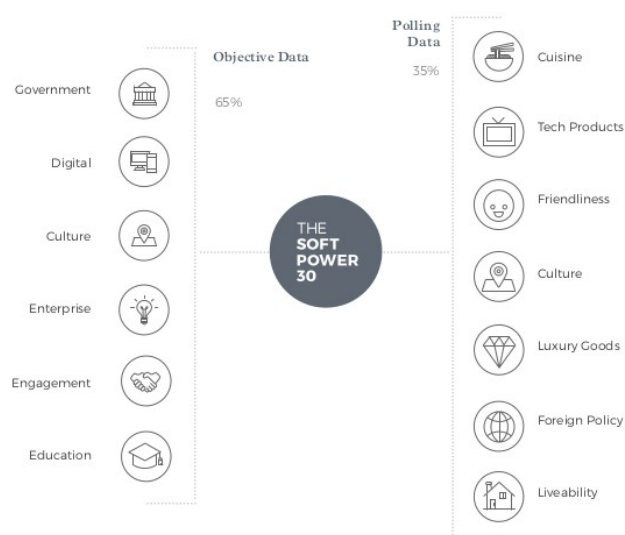 Objective Data
65%
Government
Digital
Culture
Enterprise
Engagement
Education
THE
SOFT
POWER
30
Polling
Data
35%
Cuisine
Tech Products
Friendliness
Culture
Luxury Goods
Foreign Policy
Liveability